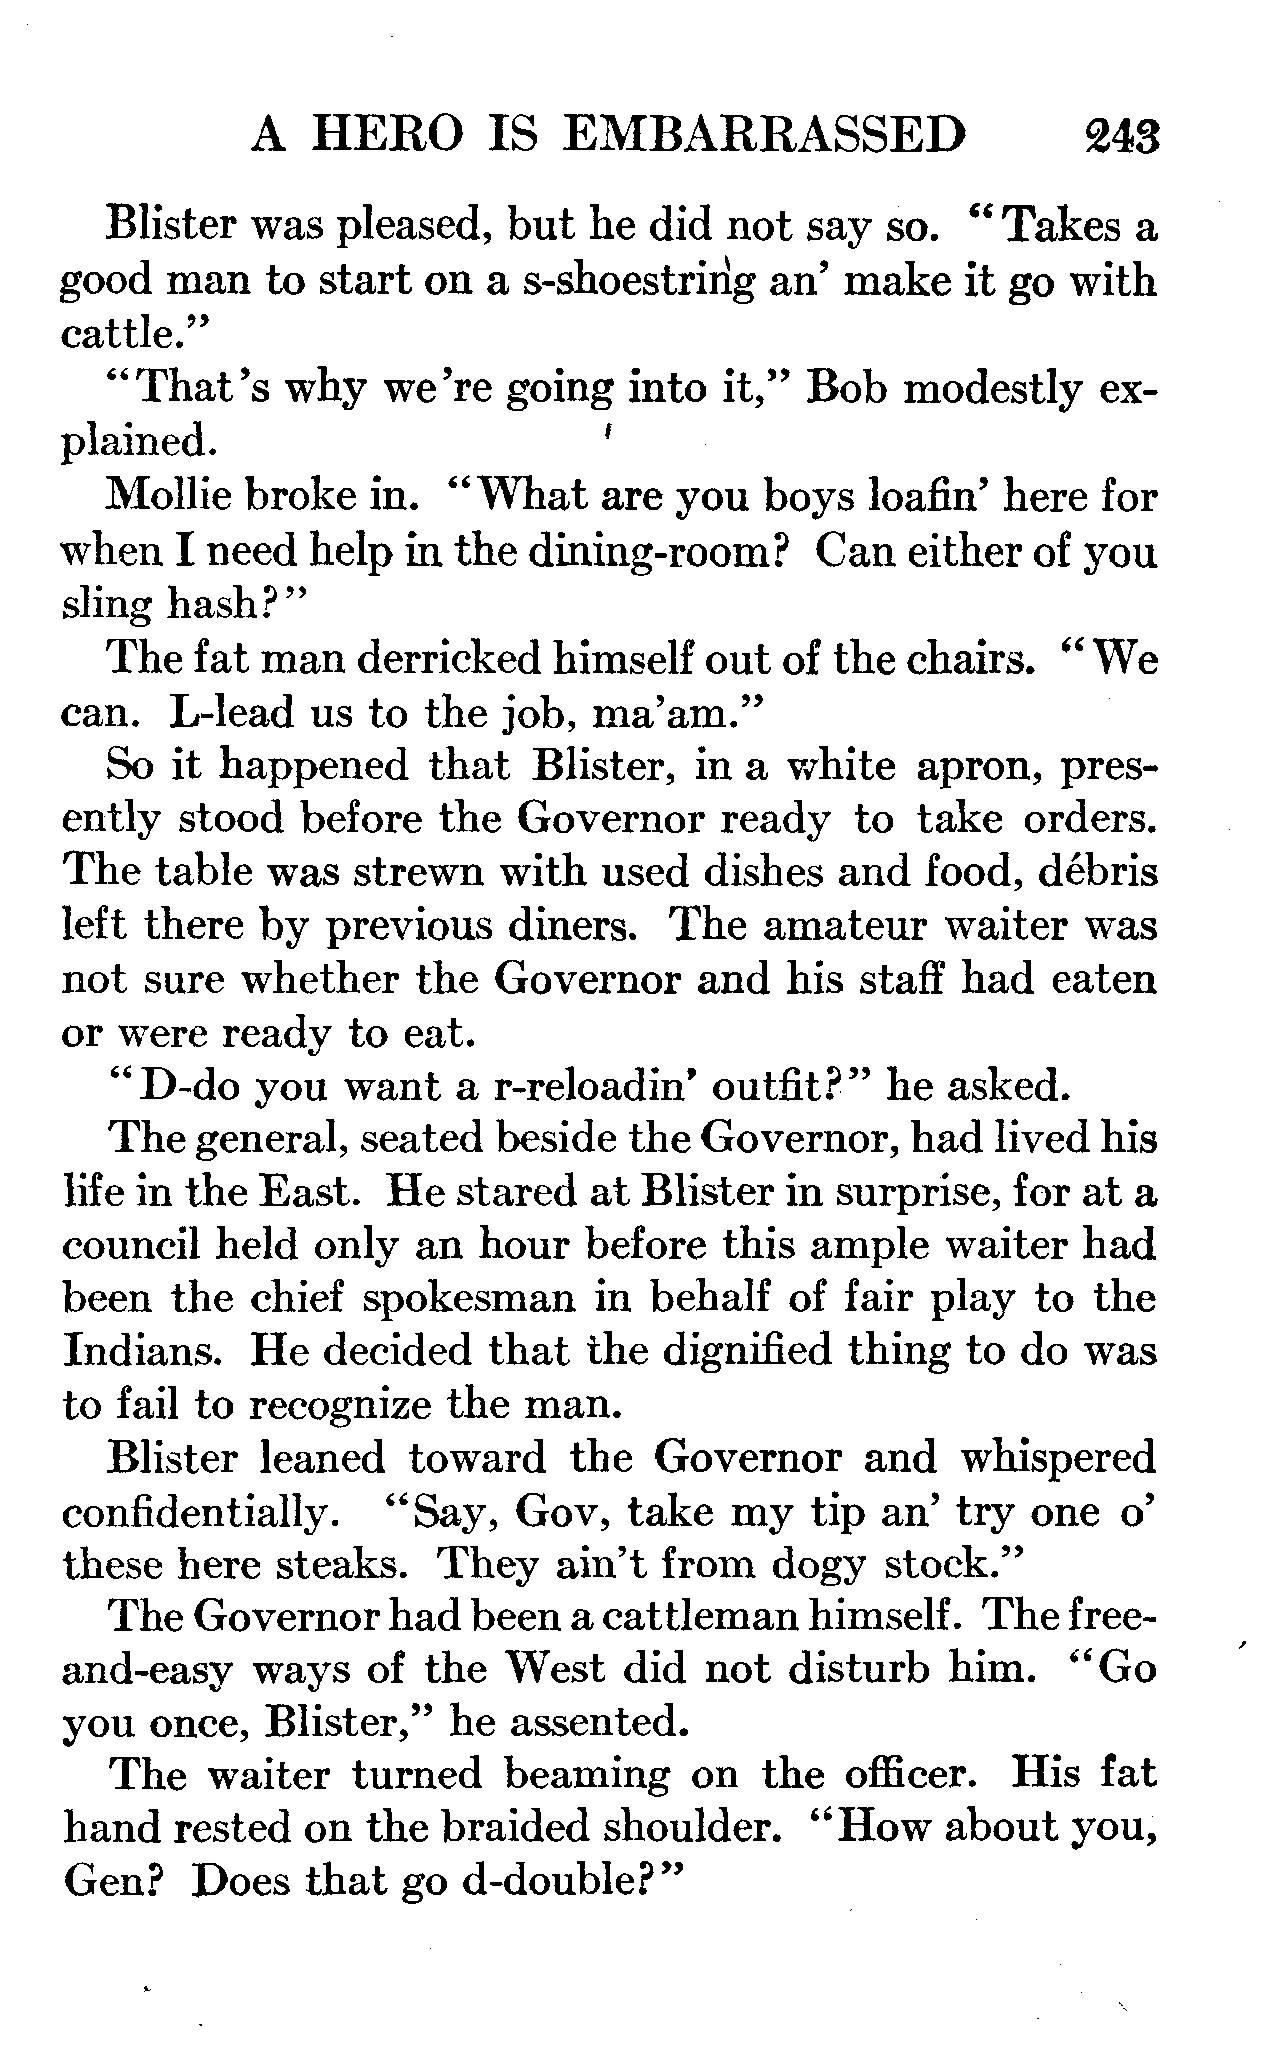 A HERO IS EMBARRASSED 243
Blister was pleased, but he did not say so. "Takes a
good man to start on a s-shoestring an' make it go with
cattle."
"That's why we're going into it," Bob modestly ex-
plained.
Mollie broke in. "What are you boys loafin' here for
when I need help in the dining-room? Can either of you
sling hash?"
The fat man derricked himself out of the chairs. "We
can. L-lead us to the job, ma'am."
So it happened that Blister, in a white apron, pres-
ently stood before the Governor ready to take orders.
The table was strewn with used dishes and food, débris
left there by previous diners. The amateur waiter was
not sure whether the Governor and his staff had eaten
or were ready to eat.
"D-do you want a r-reloadin' outfit?" he asked.
The general, seated beside the Governor, had lived his
life in the East. He stared at Blister in surprise, for at a
council held only an hour before this ample waiter had
been the chief spokesman in behalf of fair play to the
Indians. He decided that the dignified thing to do was
to fail to recognize the man.
Blister leaned toward the Governor and whispered
confidentially. "Say, Gov, take my tip an' try one o'
these here steaks. They ain't from dogy stock."
The Governor had been a cattleman himself. The free-
and-easy ways of the West did not disturb him. "Go
you once, Blister," he assented.
The waiter turned beaming on the officer. His fat
hand rested on the braided shoulder. "How about you,
Gen? Does that go d-double?"